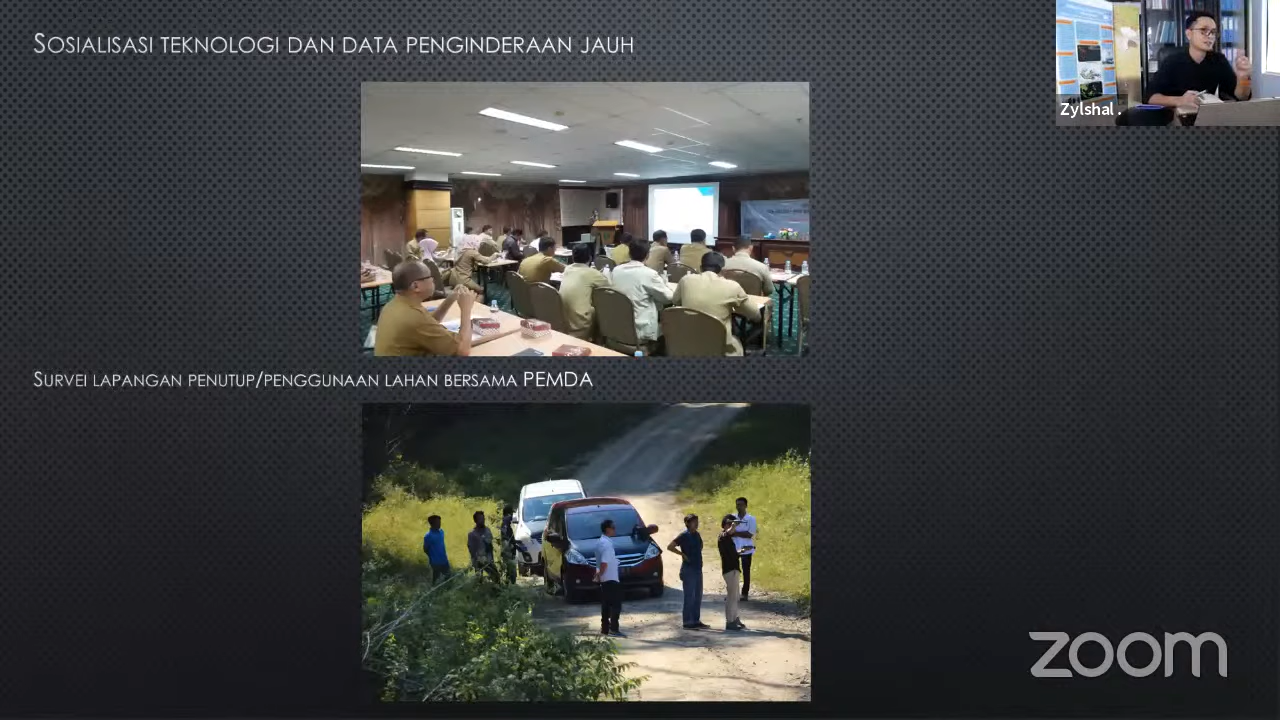 Sosialisasi teknologi dan data penginderaan jauh
Zylshal .
Survei lapangan penutup/penggunaan lahan bersama PEMDA
zoom